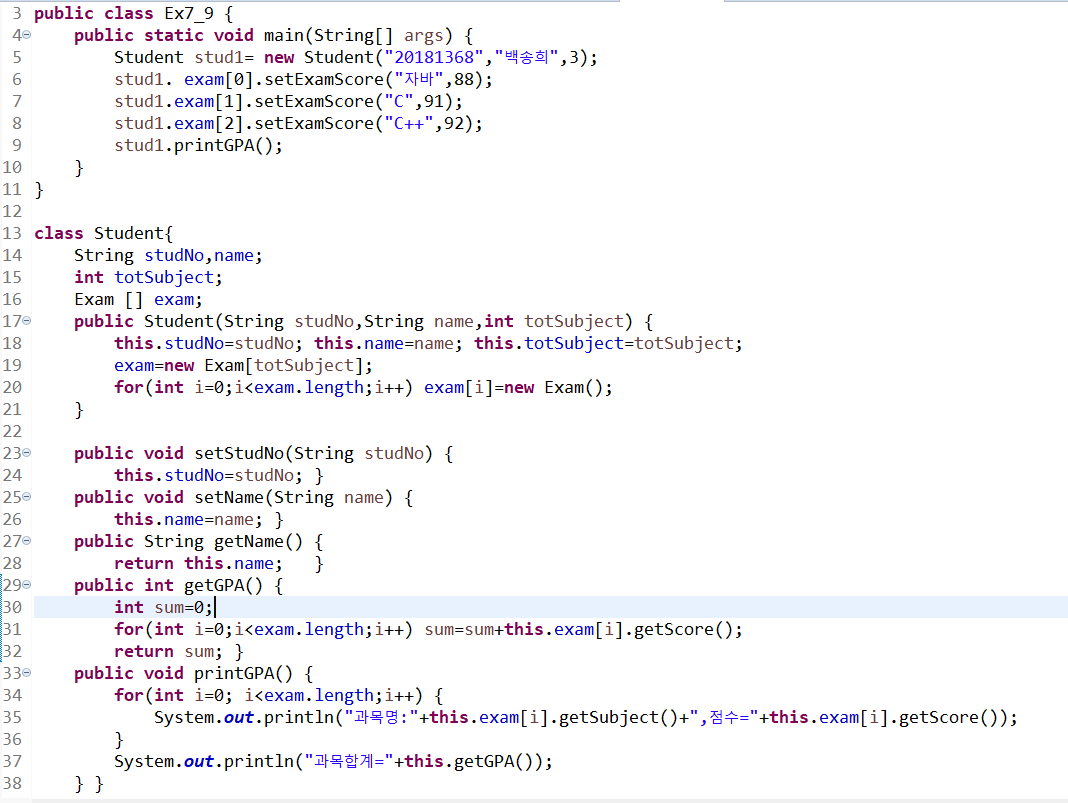 3 public class Ex7_9 {
4 public static void main(String[] args) {
5 Student stud1= new Student("20181368","백송희",3);
6 stud1. exam[0].setExamScore("자바",88);
7 stud1.exam[1].setExamScore("C",91);
8 stud1.exam[2].setExamScore("C++",92);
9 stud1.printGPA();
10 }
11 }
12
13 class Student{
14 String studNo,name;
15 int totSubject;
16 Exam [] exam;
17 public Student(String studNo,String name,int totSubject) {
18 this.studNo=studNo; this.name=name; this.totSubject=totSubject;
19 exam=new Exam[totSubject];
20 for(int i=0;i<exam.length;i++) exam[i]=new Exam();
21 }
22
23 public void setStudNo(String studNo) {
24 this.studNo=studNo; }
25 public void setName(String name) {
26 this.name=name; }
27 public String getName() {
28 return this.name; }
29 public int getGPA() {
30 int sum=0;
31 for(int i=0;i<exam.length;i++) sum=sum+this.exam[i].getScore();
32 return sum; }
33 public void printGPA() {
34 for(int i=0; i<exam.length;i++) {
35 System.out.println("과목명:"+this.exam[i].getSubject()+",점수="+this.exam[i].getScore());
36 }
37 System.out.println("과목합계="+this.getGPA());
38 } }